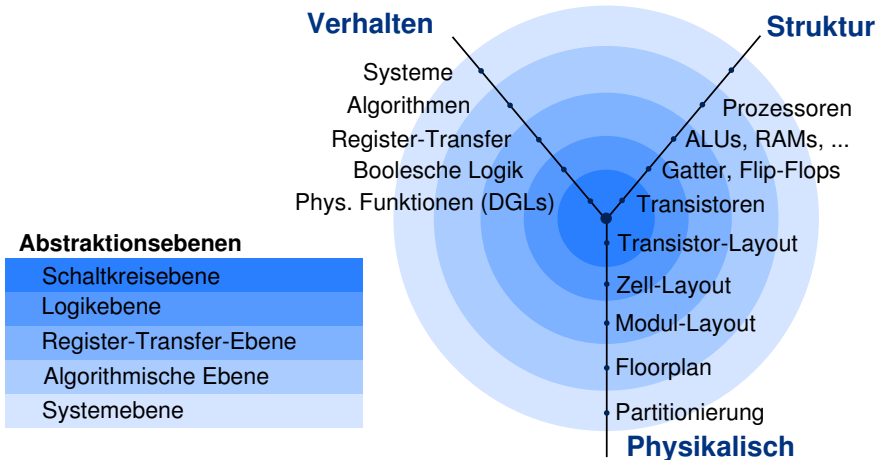 Verhalten
Struktur
Systeme
Algorithmen
Register-Transfer
Boolesche Logik
Phys. Funktionen (DGLs)
Prozessoren
ALUs, RAMs, ...
Gatter, Flip-Flops
Transistoren
Transistor-Layout
Zell-Layout
Modul-Layout
Floorplan
Partitionierung
Physikalisch
Abstraktionsebenen
Schaltkreisebene
Logikebene
Register-Transfer-Ebene
Algorithmische Ebene
Systemebene